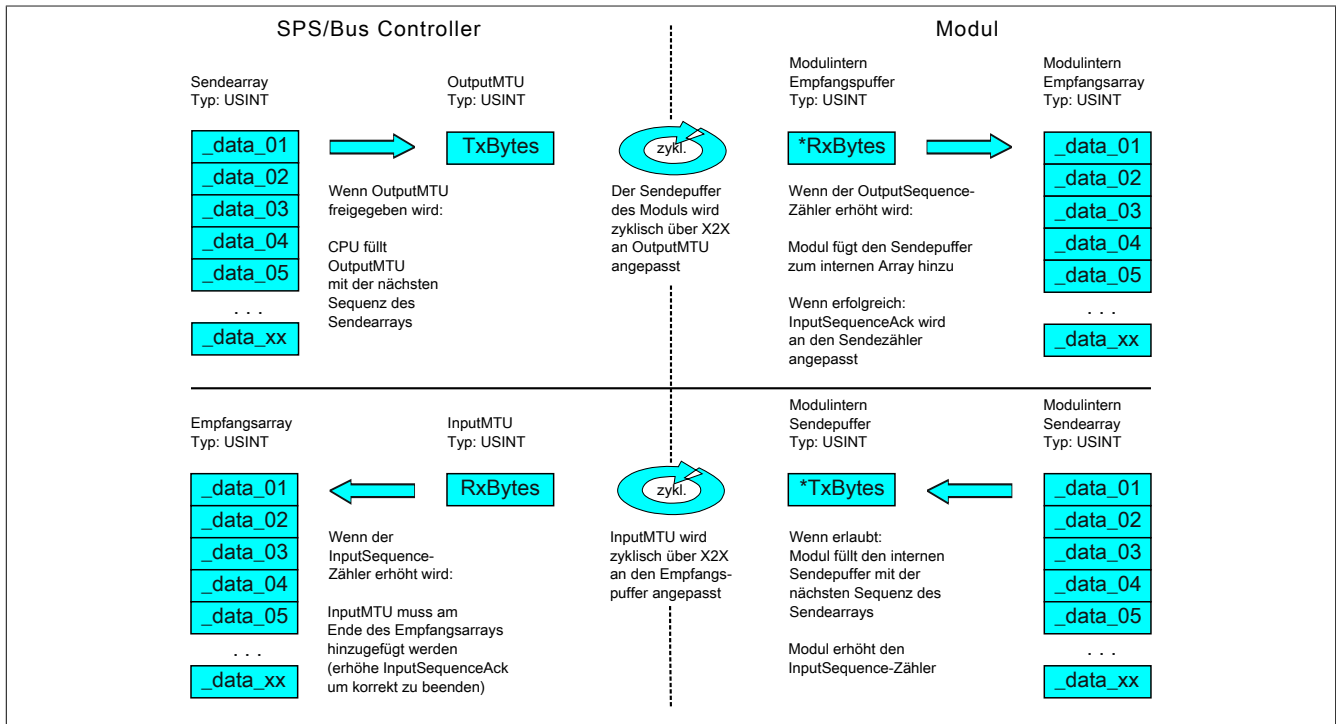 SPS/Bus Controller
Modul
Sendearray
Typ: USINT
OutputMTU
Typ: USINT
Modulintern
Empfangspuffer
Typ: USINT
Modulintern
Empfangsarray
Typ: USINT
_data_01
_data_02
_data_03
_data_04
_data_05
. . .
_data_xx
TxBytes
Wenn OutputMTU
freigegeben wird:
CPU füllt
OutputMTU
mit der nächsten
Sequenz des
Sendearrays
zykl.
Der Sendepuffer
des Moduls wird
zyklisch über X2X
an OutputMTU
angepasst
*RxBytes
Wenn der OutputSequence-
Zähler erhöht wird:
Modul fügt den Sendepuffer
zum internen Array hinzu
Wenn erfolgreich:
InputSequenceAck wird
an den Sendezähler
angepasst
_data_01
_data_02
_data_03
_data_04
_data_05
. . .
_data_xx
Empfangsarray
Typ: USINT
InputMTU
Typ: USINT
Modulintern
Sendepuffer
Typ: USINT
Modulintern
Sendearray
Typ: USINT
_data_01
_data_02
_data_03
_data_04
_data_05
. . .
_data_xx
RxBytes
Wenn der
InputSequence-
Zähler erhöht wird:
InputMTU muss am
Ende des Empfangsarrays
hinzugefügt werden
(erhöhe InputSequenceAck
um korrekt zu beenden)
zykl.
InputMTU wird
zyklisch über X2X
an den Empfangs-
puffer angepasst
*TxBytes
Wenn erlaubt:
Modul füllt den internen
Sendepuffer mit der
nächsten Sequenz des
Sendearrays
Modul erhöht den
InputSequence-Zähler
_data_01
_data_02
_data_03
_data_04
_data_05
. . .
_data_xx